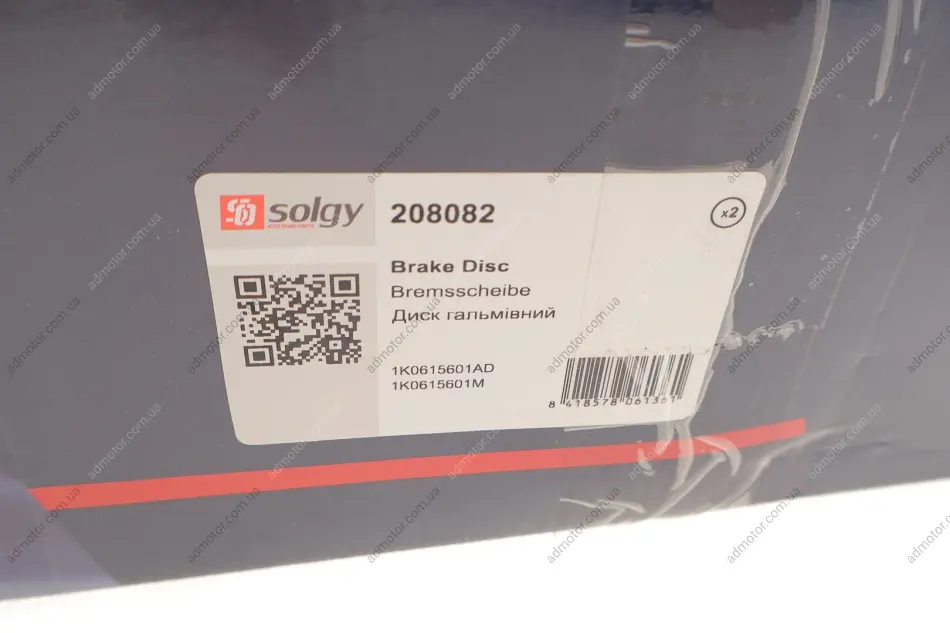 solgy
208082
x2
Brake Disc
Bremsscheibe
Диск гальмівний
1K0615601AD
1K0615601M
8 418578 061361
admotor.com.ua